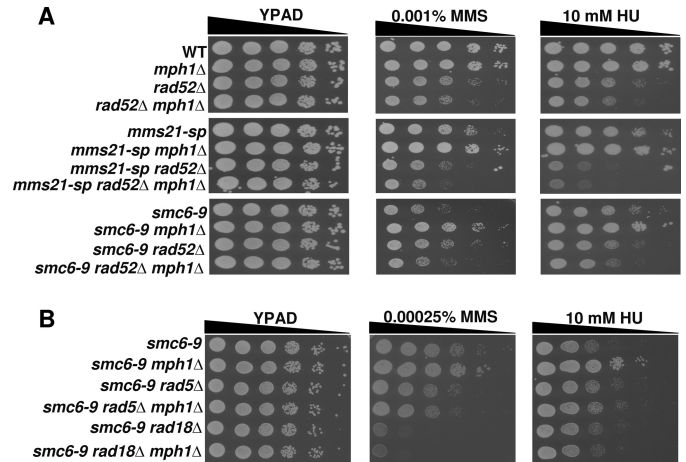 A
YPAD 0.001% MMS 10 mM HU
WT
mph1Δ
rad52Δ
rad52Δ mph1Δ
mms21-sp
mms21-sp mph1Δ
mms21-sp rad52Δ
mms21-sp rad52Δ mph1Δ
smc6-9
smc6-9 mph1Δ
smc6-9 rad52Δ
smc6-9 rad52Δ mph1Δ
B
YPAD 0.00025% MMS 10 mM HU
smc6-9
smc6-9 mph1Δ
smc6-9 rad5Δ
smc6-9 rad5Δ mph1Δ
smc6-9 rad18Δ
smc6-9 rad18Δ mph1Δ